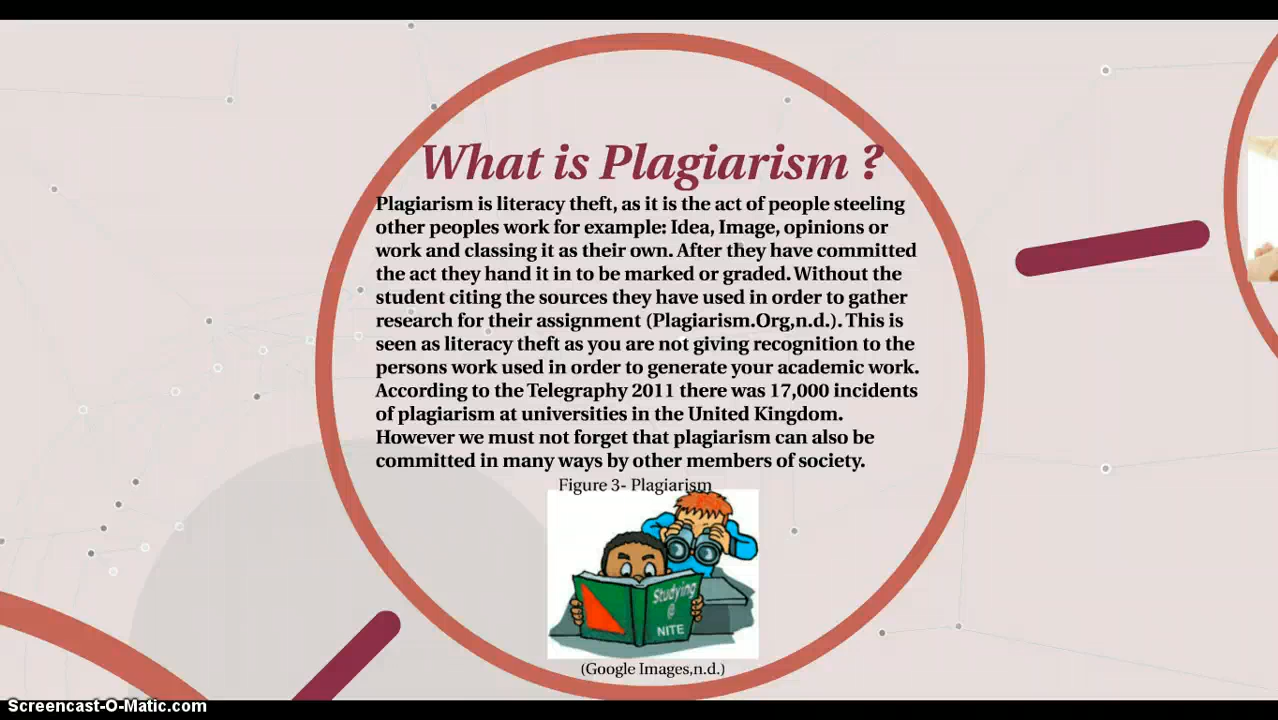 What is Plagiarism ?
Plagiarism is literacy theft, as it is the act of people steeling
other peoples work for example: Idea, Image, opinions or
work and classing it as their own. After they have committed
the act they hand it in to be marked or graded. Without the
student citing the sources they have used in order to gather
research for their assignment (Plagiarism.Org,n.d.). This is
seen as literacy theft as you are not giving recognition to the
persons work used in order to generate your academic work.
According to the Telegraphy 2011 there was 17,000 incidents
of plagiarism at universities in the United Kingdom.
However we must not forget that plagiarism can also be
committed in many ways by other members of society.
Figure 3- Plagiarism
Studying
@
NITE
(Google Images,n.d.)
Screencast-O-Matic.com